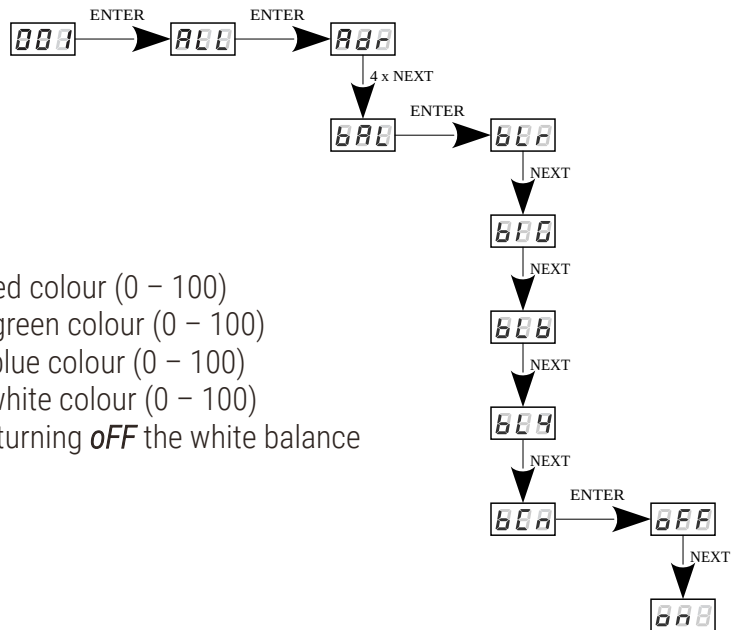 001 ENTER ALL ENTER Adr
4 x NEXT
bAL ENTER bLr
NEXT
NEXT
bLb
NEXT
bL4
NEXT
bCn ENTER oFF
NEXT
on
ed colour (0 – 100)
green colour (0 – 100)
blue colour (0 – 100)
white colour (0 – 100)
turning oFF the white balance